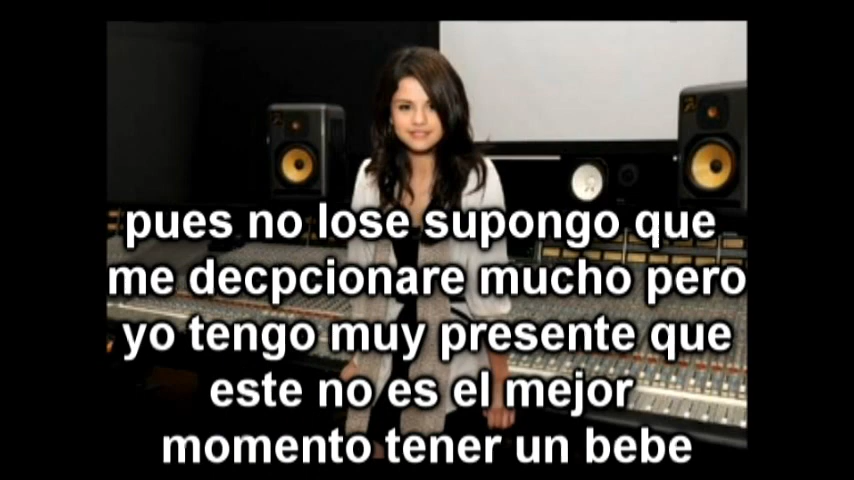 pues no lose supongo que
me decpcionare mucho pero
yo tengo muy presente que
este no es el mejor
momento tener un bebe